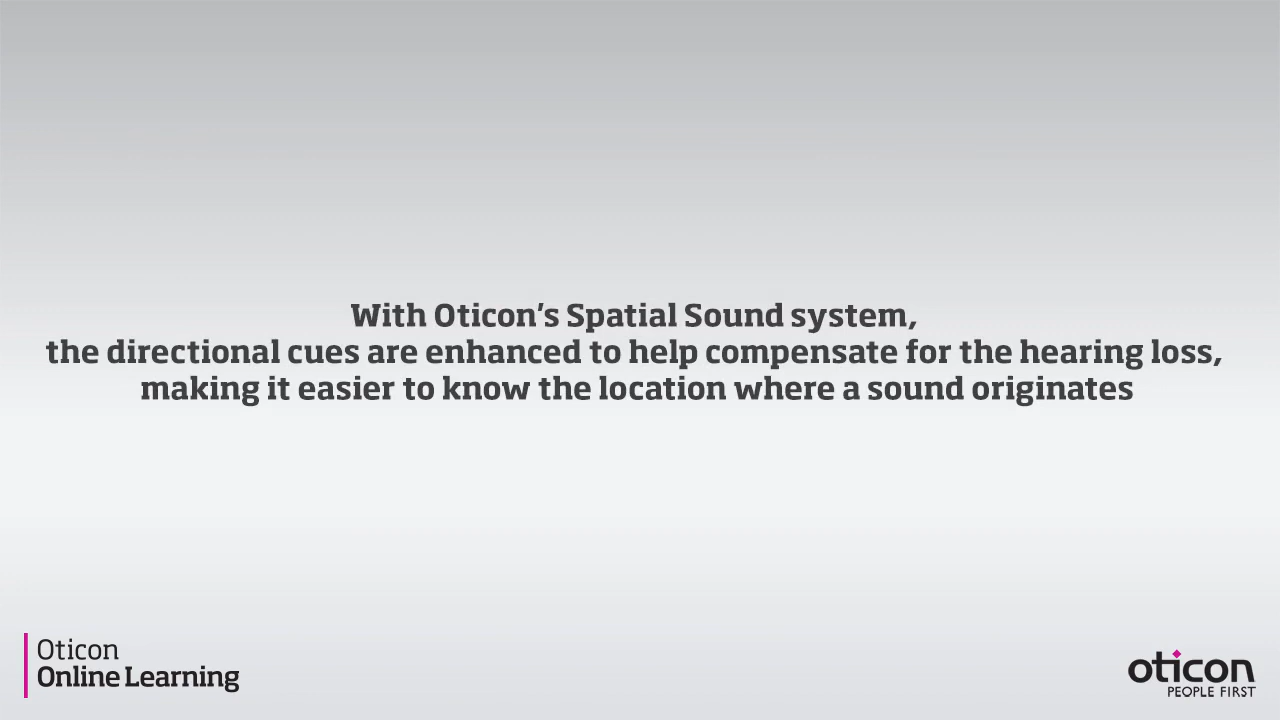 With Oticon's Spatial Sound system,
the directional cues are enhanced to help compensate for the hearing loss,
making it easier to know the location where a sound originates
Oticon
Online Learning
oticon
PEOPLE FIRST